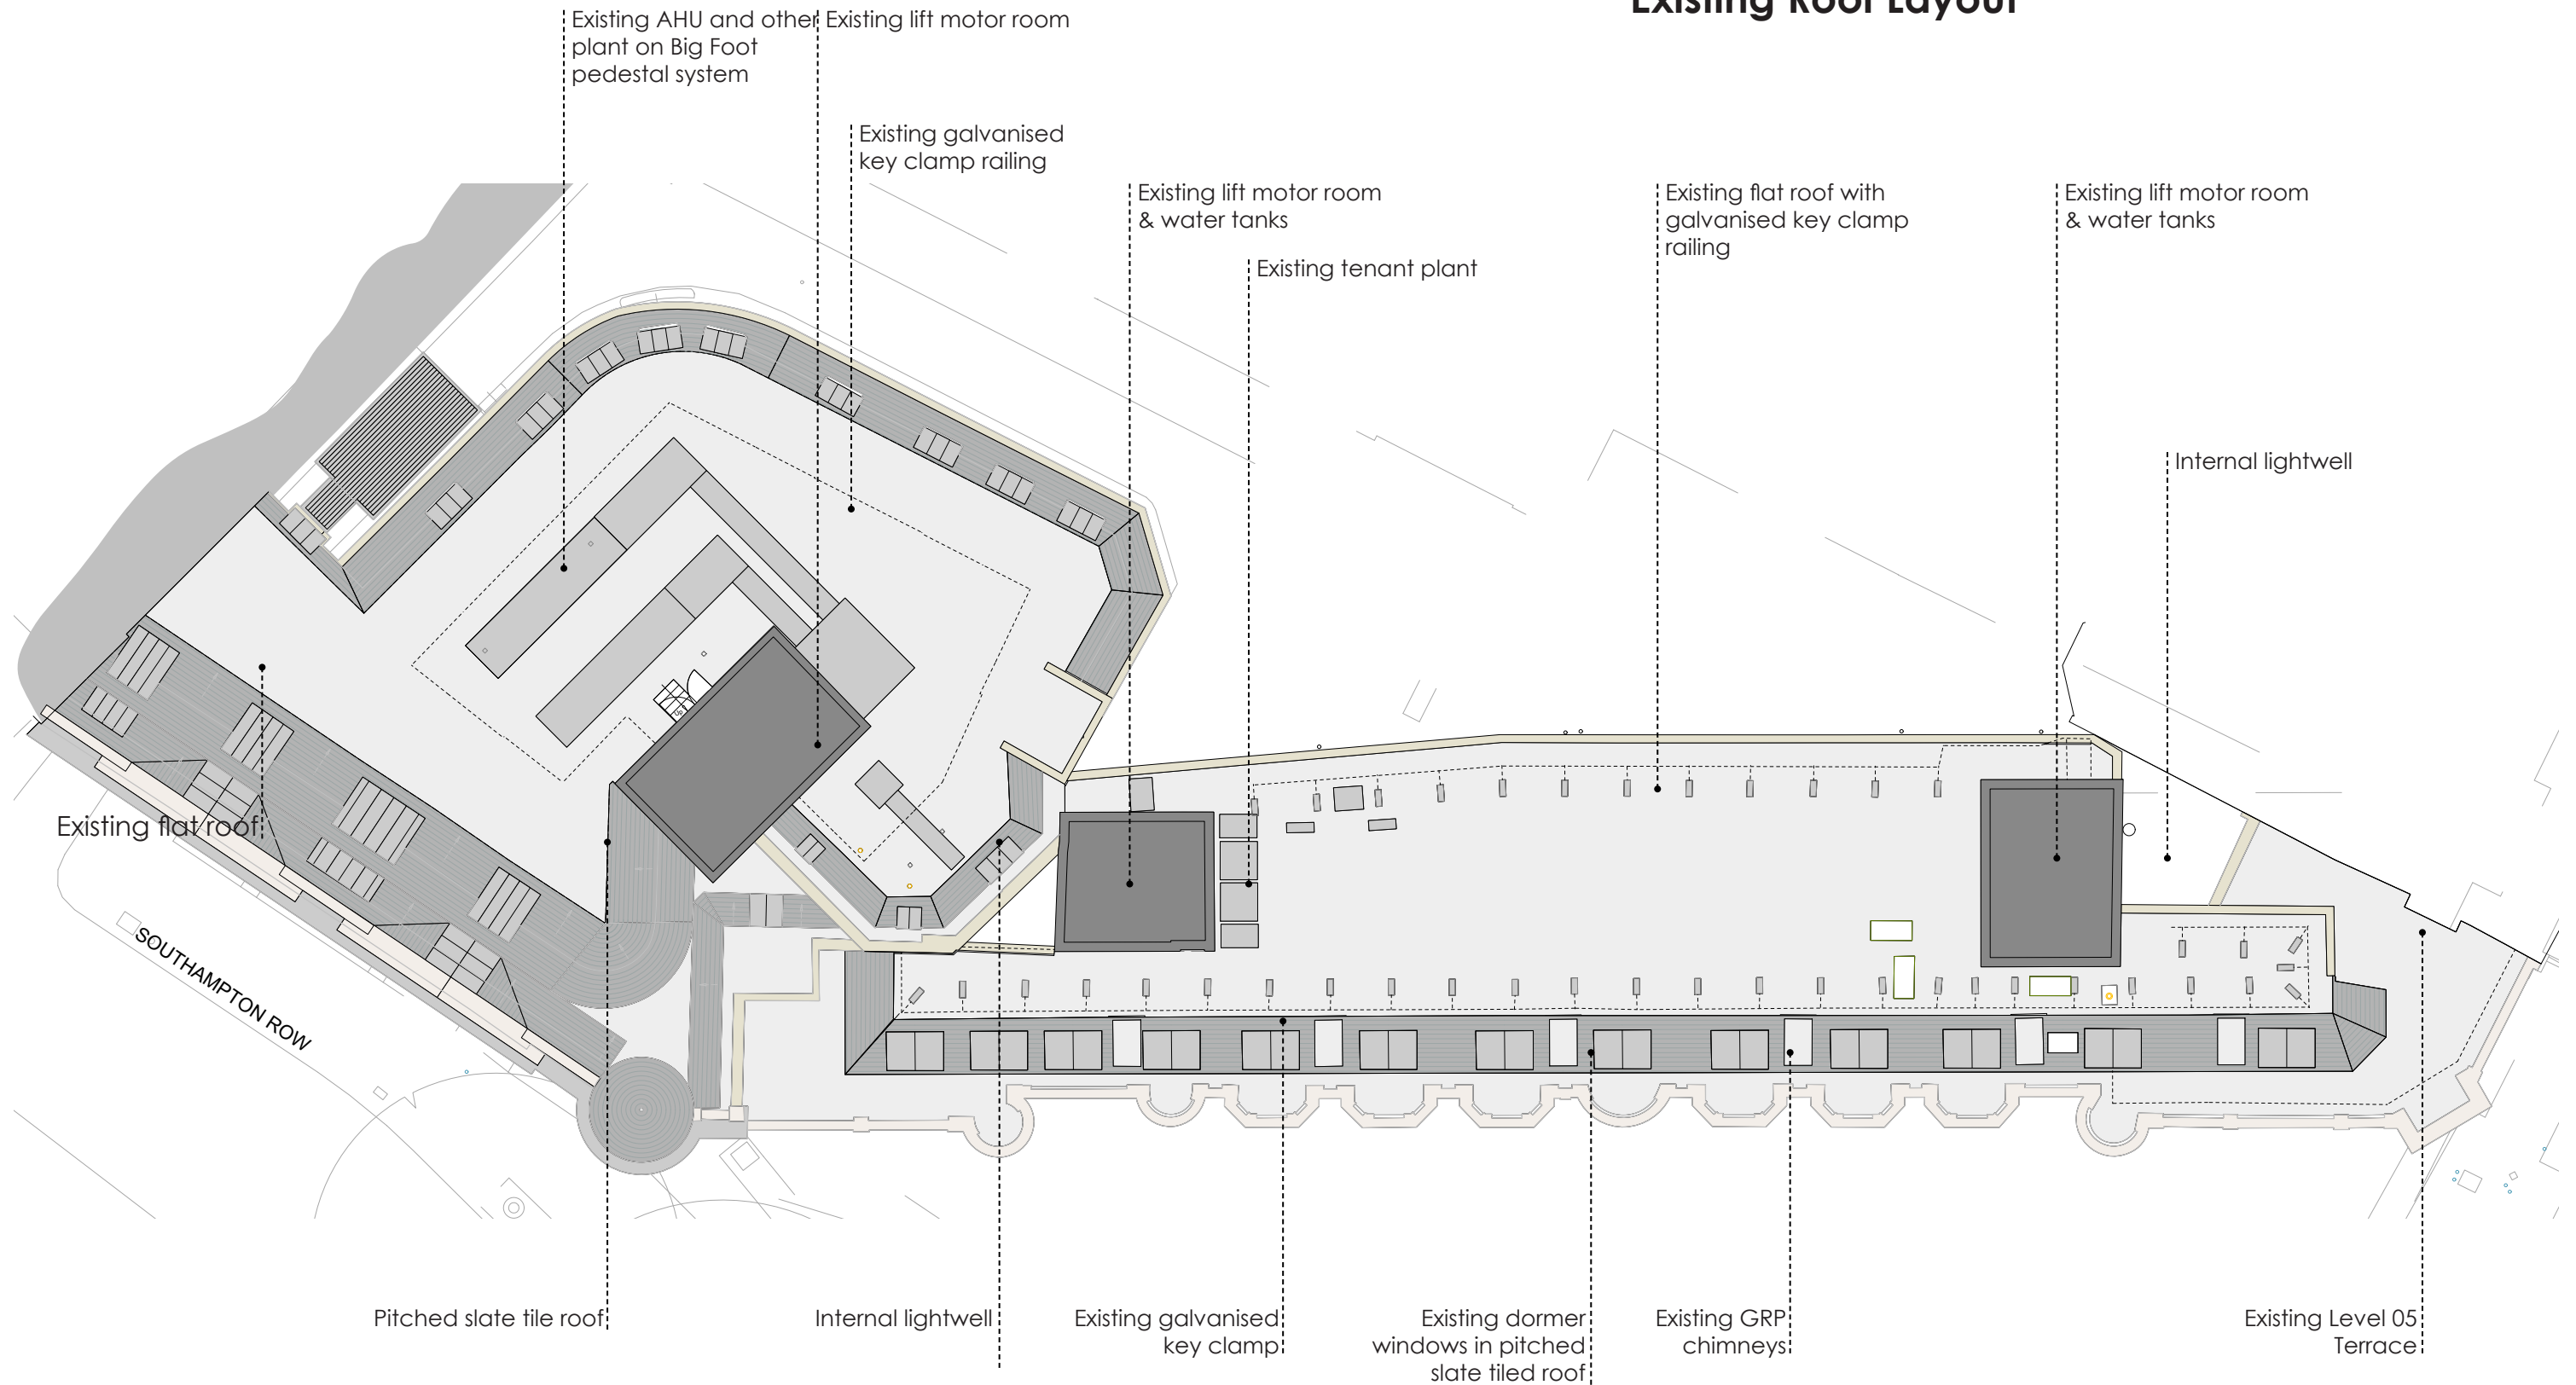 Existing Roof Layout
Existing AHU and other
plant on Big Foot
pedestal system
Existing lift motor room
Existing galvanised
key clamp railing
Existing lift motor room
& water tanks
Existing tenant plant
Existing flat roof with
galvanised key clamp
railing
Existing lift motor room
& water tanks
Internal lightwell
Existing flat roof
UP
SOUTHAMPTON ROW
Pitched slate tile roof
Internal lightwell
Existing galvanised
key clamp
Existing dormer
windows in pitched
slate tiled roof
Existing GRP
chimneys
Existing Level 05
Terrace